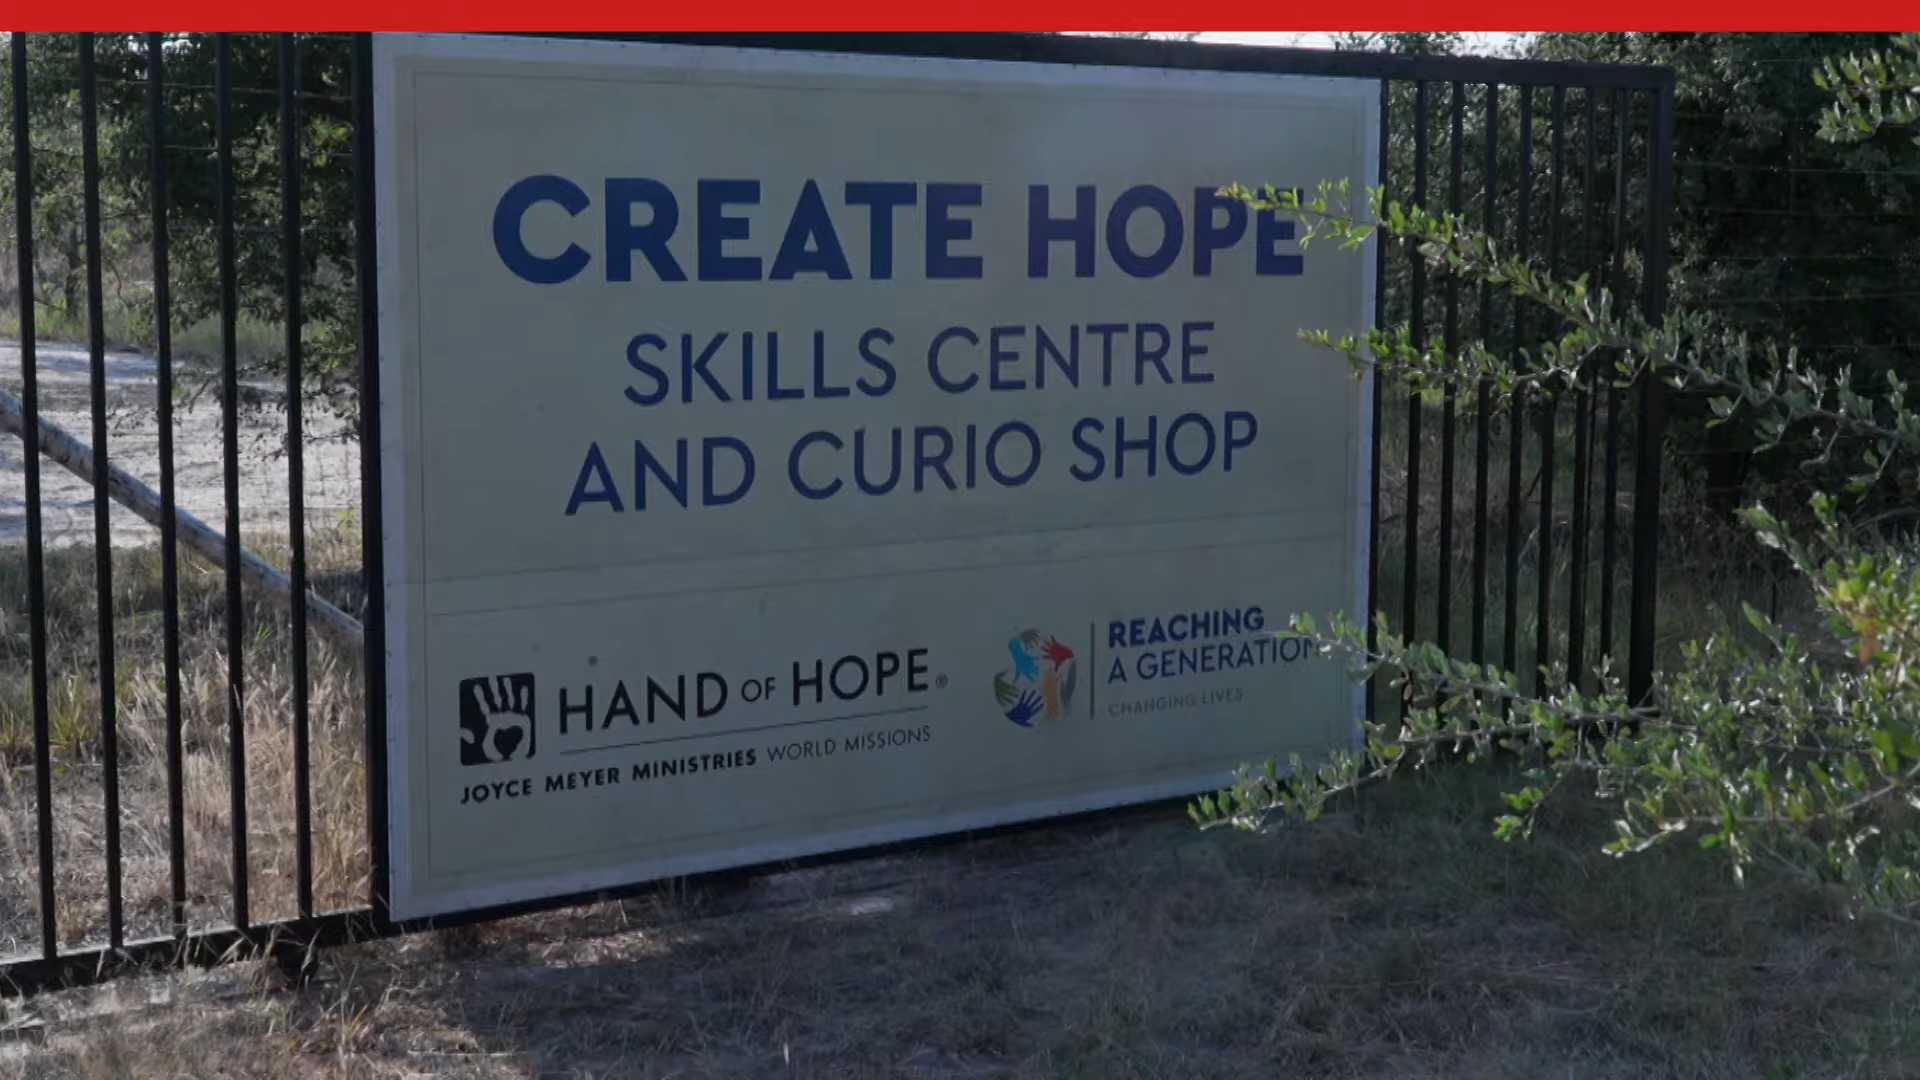 CREATE HOPE
SKILLS CENTRE
AND CURIO SHOP
HAND OF HOPE®
JOYCE MEYER MINISTRIES WORLD MISSIONS
REACHING
A GENERATION
CHANGING LIVES